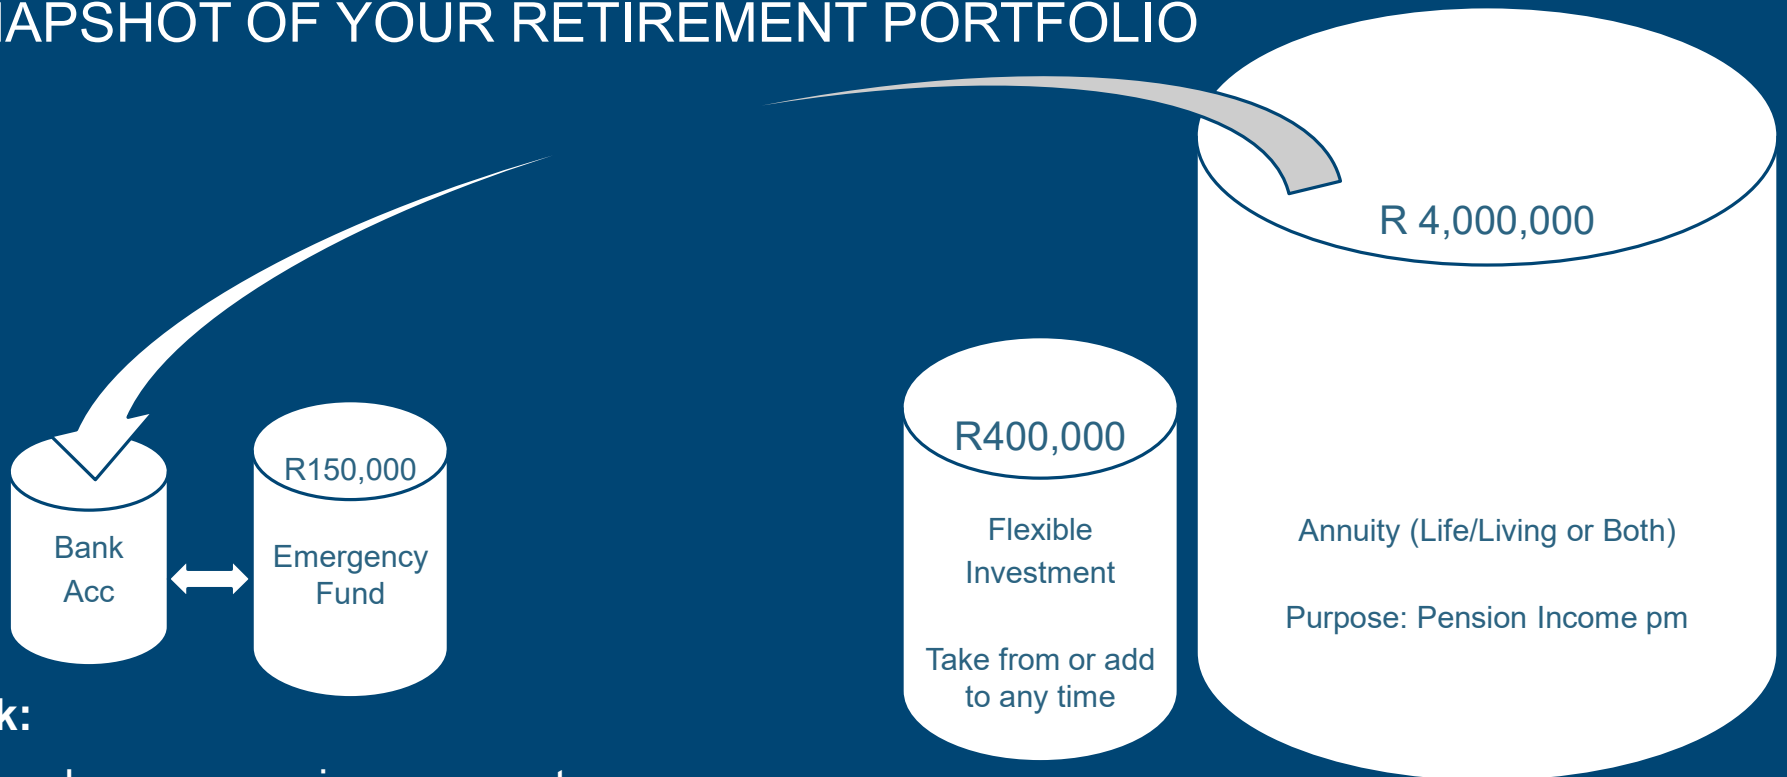 NAPSHOT OF YOUR RETIREMENT PORTFOLIO
R 4,000,000
R400,000
R150,000
Bank
Acc
Emergency
Fund
Flexible
Investment
Take from or add
to any time
Annuity (Life/Living or Both)
Purpose: Pension Income pm
k: